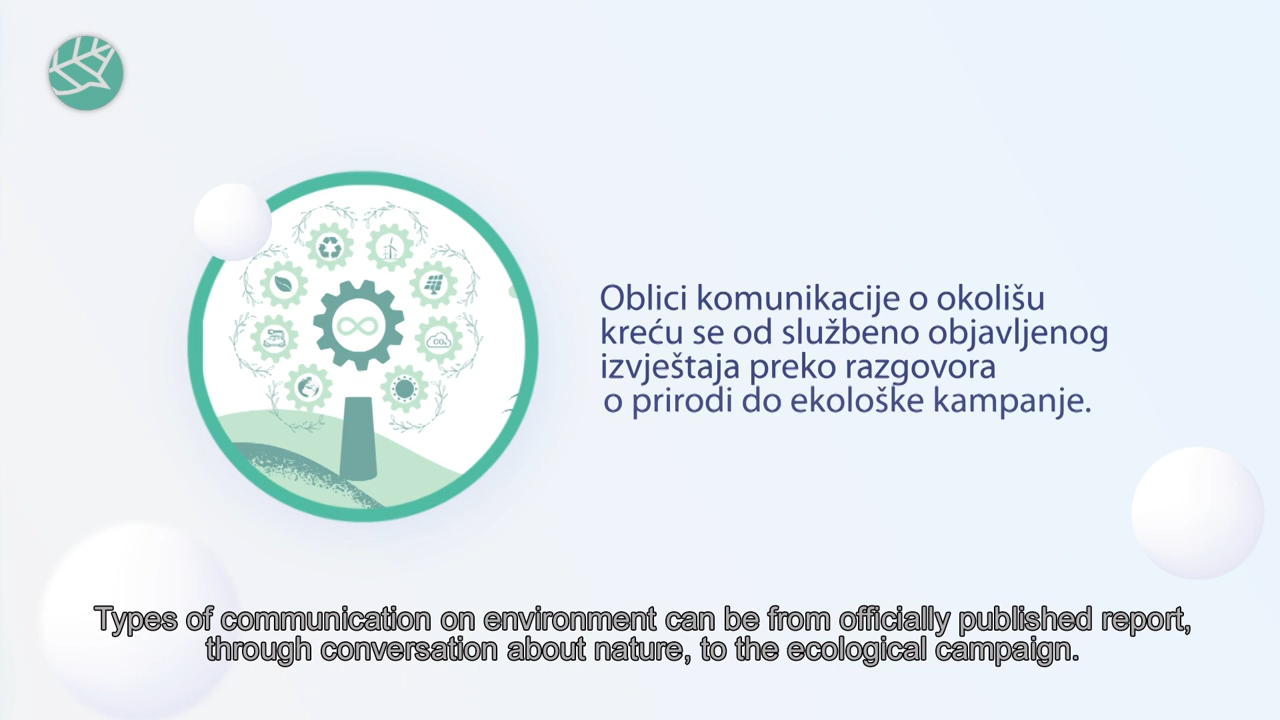 Oblici komunikacije o okolišu
kreću se od službeno objavljenog
izvještaja preko razgovora
o prirodi do ekološke kampanje.
CO₂
Types of communication on environment can be from officially published report,
through conversation about nature, to the ecological campaign.